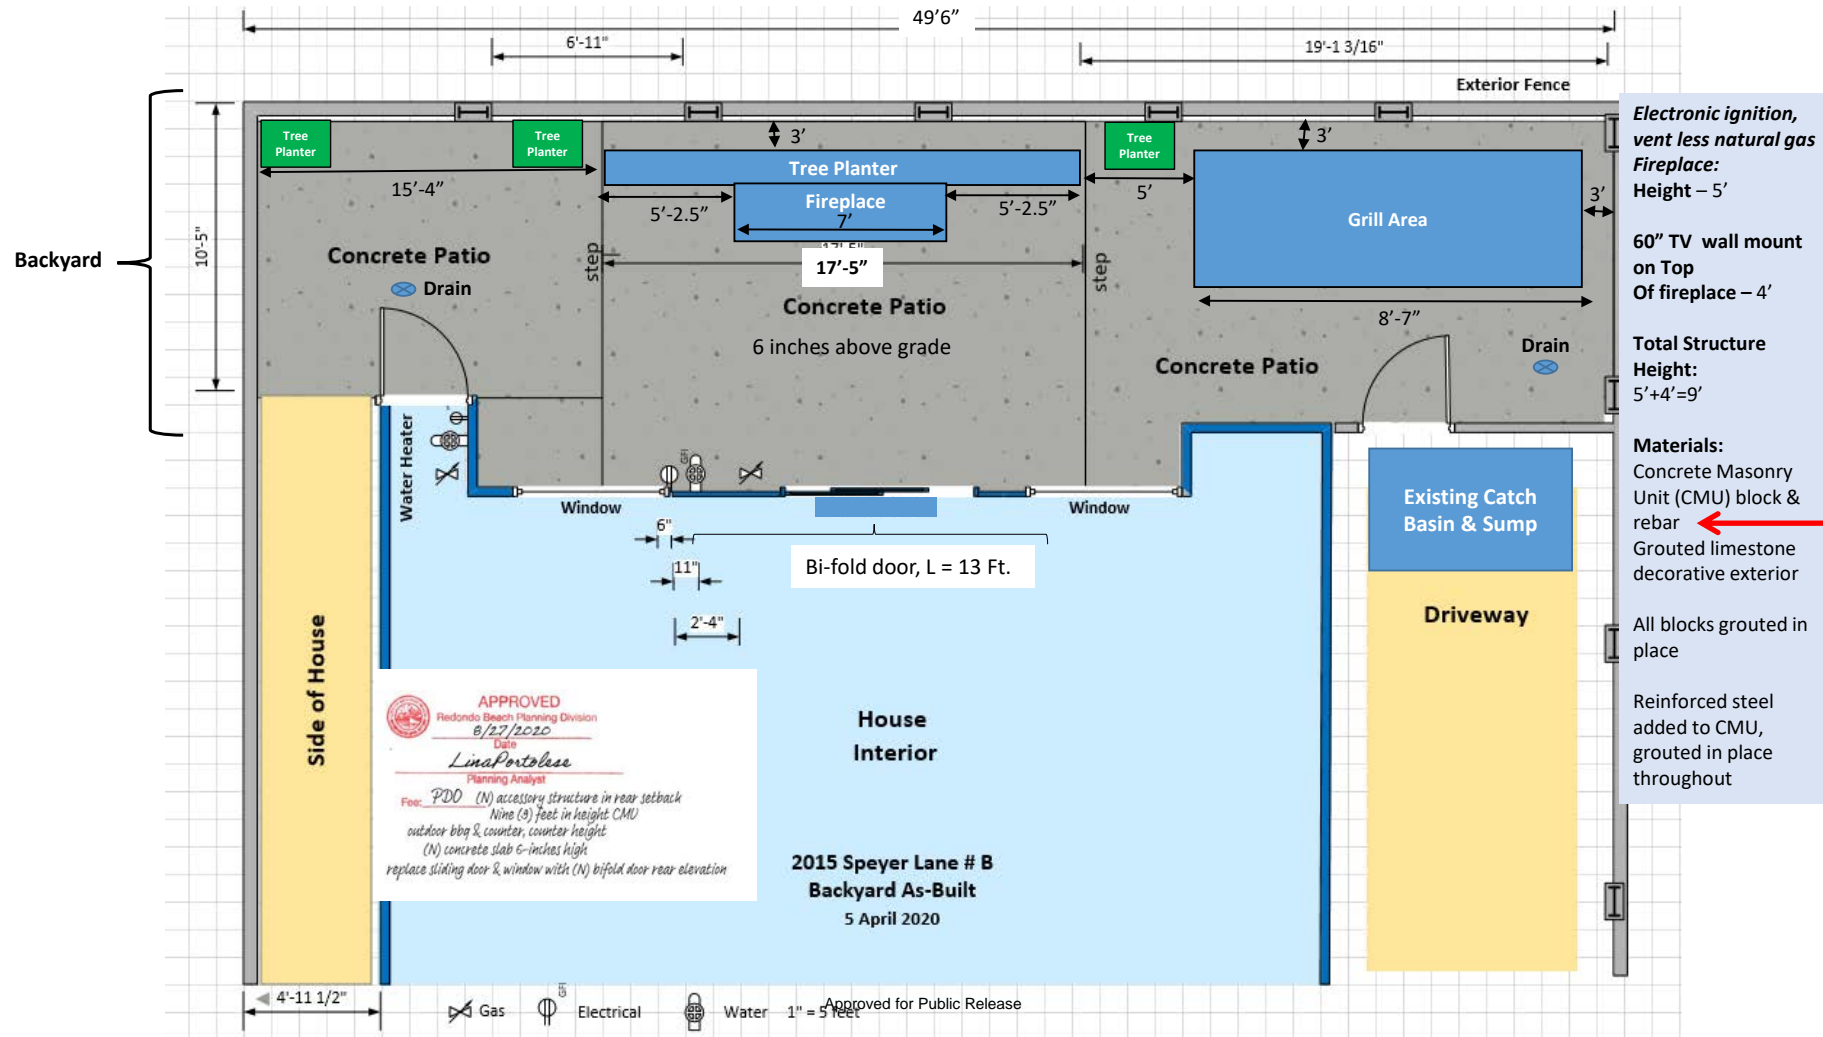 49’6”
6'-11"
19'-1 3/16"
Exterior Fence
Backyard
10'-5"
Tree
Planter
Tree
Planter
Tree
Planter
3’
3’
3’
Tree Planter
Fireplace
7’
15’-4”
5’-2.5”
5’-2.5”
5’
Grill Area
17’-5”
step
step
Concrete Patio
Drain
Concrete Patio
6 inches above grade
8’-7”
Concrete Patio
Drain
Electronic ignition,
vent less natural gas
Fireplace:
Height – 5’
60” TV wall mount
on Top
Of fireplace – 4’
Total Structure
Height:
5’+4’=9’
Materials:
Concrete Masonry
Unit (CMU) block &
rebar
Grouted limestone
decorative exterior
All blocks grouted in
place
Reinforced steel
added to CMU,
grouted in place
throughout
Water Heater
GFI
Window
Window
6"
11"
2'-4"
Bi-fold door, L = 13 Ft.
Existing Catch
Basin & Sump
Driveway
Side of House
House
Interior
APPROVED
Redondo Beach Planning Division
8/27/2020
Date
LinaPortolese
Planning Analyst
Fee: PDO (N) accessory structure in rear setback
Nine (9) feet in height CMU
outdoor bbq & counter, counter height
(N) concrete slab 6-inches high
replace sliding door & window with (N) bifold door rear elevation
2015 Speyer Lane # B
Backyard As-Built
5 April 2020
4'-11 1/2"
Gas
GFI
Electrical
Water
1" = 5 feet
Approved for Public Release